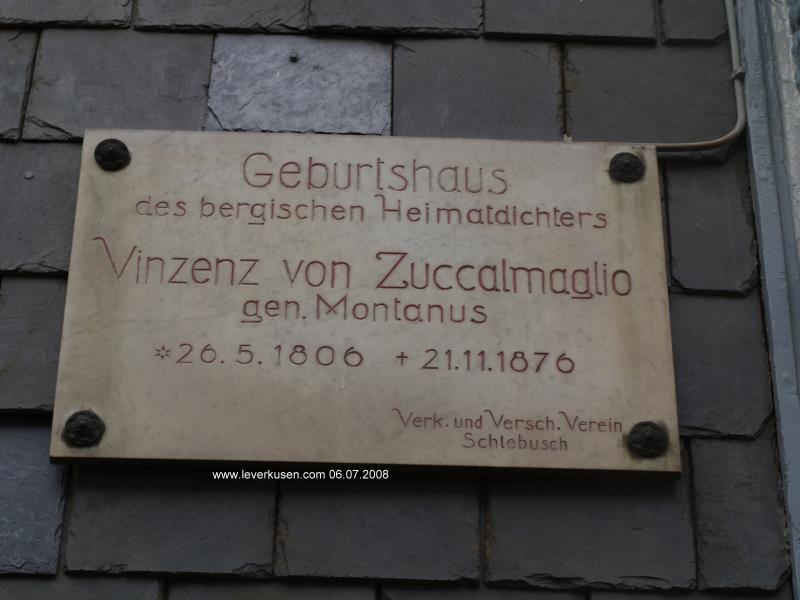 Geburtshaus
des bergischen Heimatdichters
Vinzenz von Zuccalmaglio
gen. Montanus
*26.5.1806 +21.11.1876
Verk. und Versch. Verein
Schlebusch
www.leverkusen.com 06.07.2008